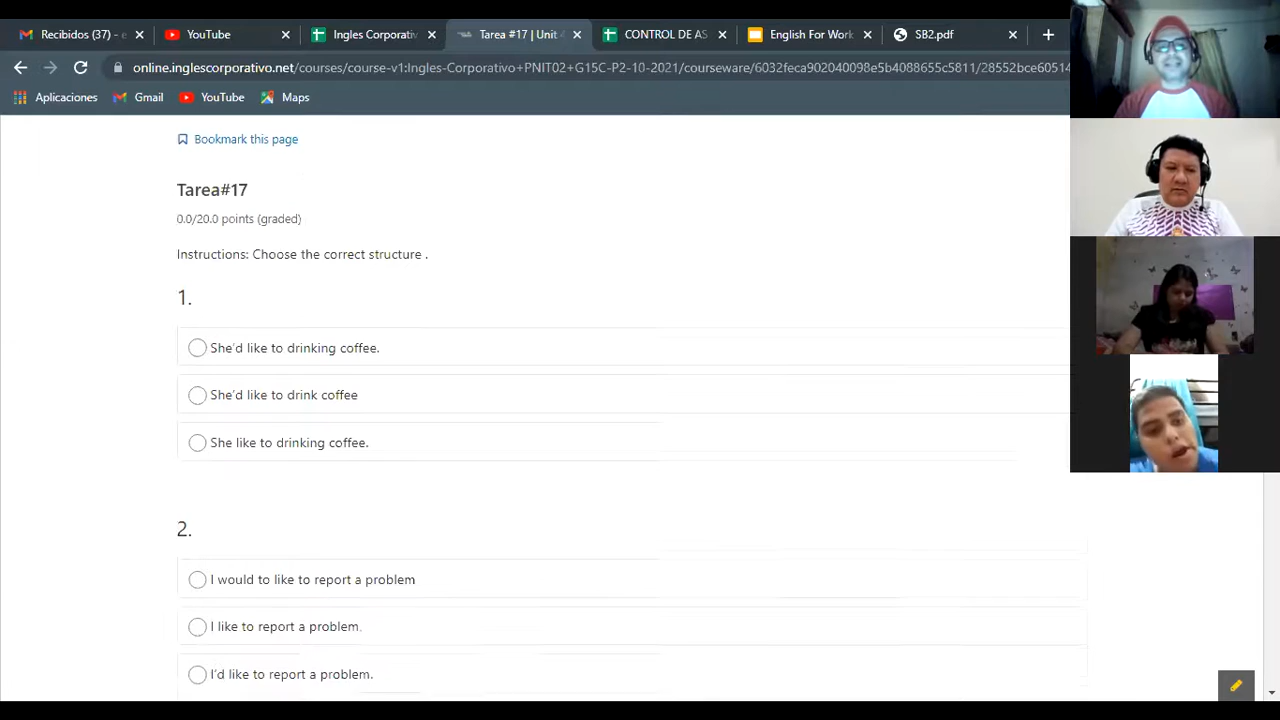 Recibidos (37) - e
YouTube
Ingles Corporativ
Tarea #17 | Unit 4
CONTROL DE AS
English For Work
SB2.pdf
online.inglescorporativo.net/courses/course-v1:Ingles-Corporativo+PNIT02+G15C-P2-10-2021/courseware/6032feca902040098e5b4088655c5811/28552bce60514
Aplicaciones
Gmail
YouTube
Maps
Bookmark this page
Tarea#17
0.0/20.0 points (graded)
Instructions: Choose the correct structure .
1.
She'd like to drinking coffee.
She'd like to drink coffee
She like to drinking coffee.
2.
I would to like to report a problem
I like to report a problem.
I'd like to report a problem.